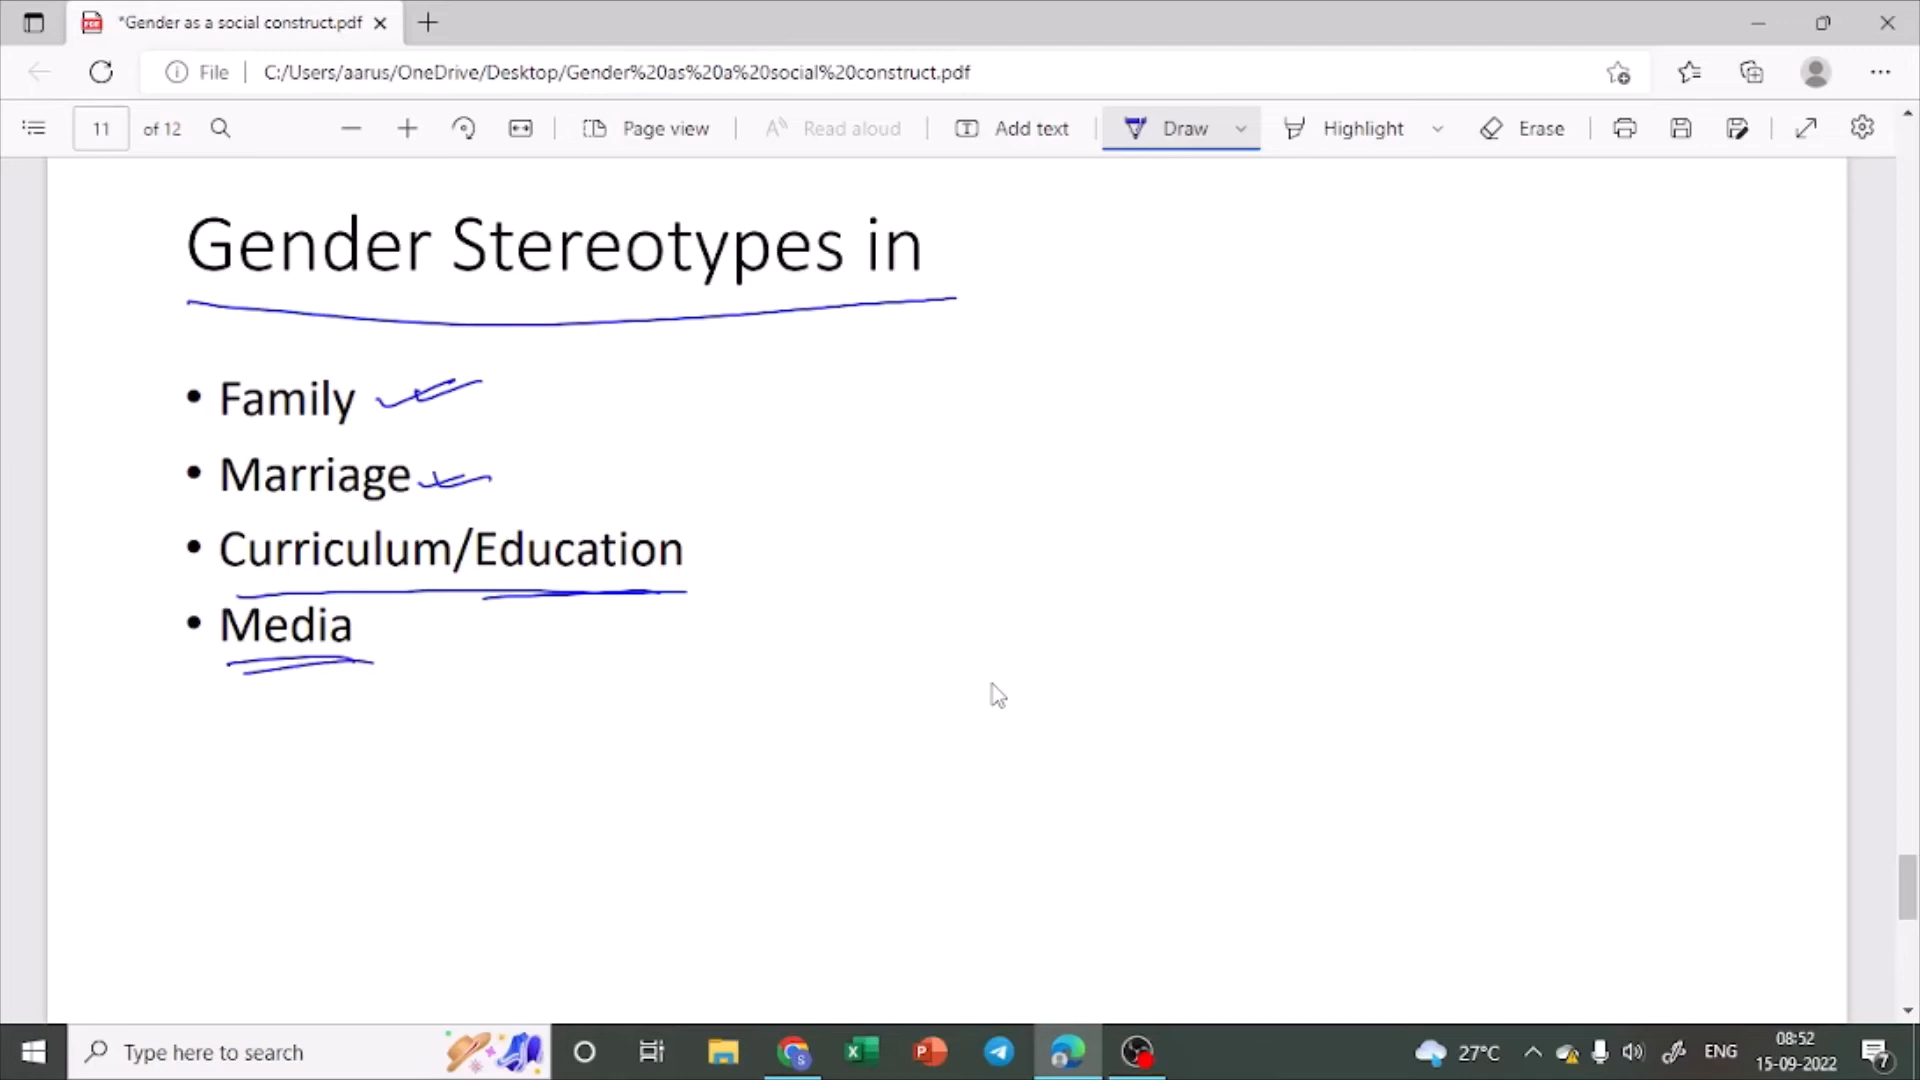 *Gender as a social construct.pdf
File
C:/Users/aarus/OneDrive/Desktop/Gender%20as%20a%20social%20construct.pdf
11 of 12
Page view
Read aloud
Add text
Draw
Highlight
Erase
Gender Stereotypes in
• Family
• Marriage
• Curriculum/Education
• Media
Type here to search
27°C
ENG
08:52
15-09-2022
7